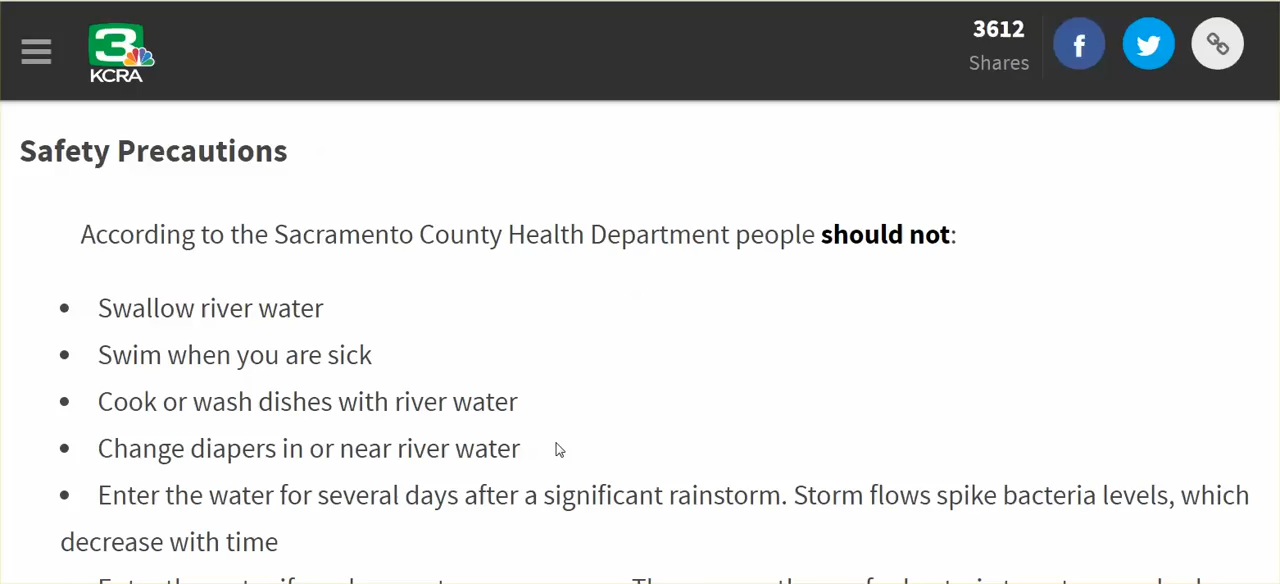 3
KCRA
3612
Shares
Safety Precautions
According to the Sacramento County Health Department people should not:
• Swallow river water
• Swim when you are sick
• Cook or wash dishes with river water
• Change diapers in or near river water
• Enter the water for several days after a significant rainstorm. Storm flows spike bacteria levels, which
decrease with time